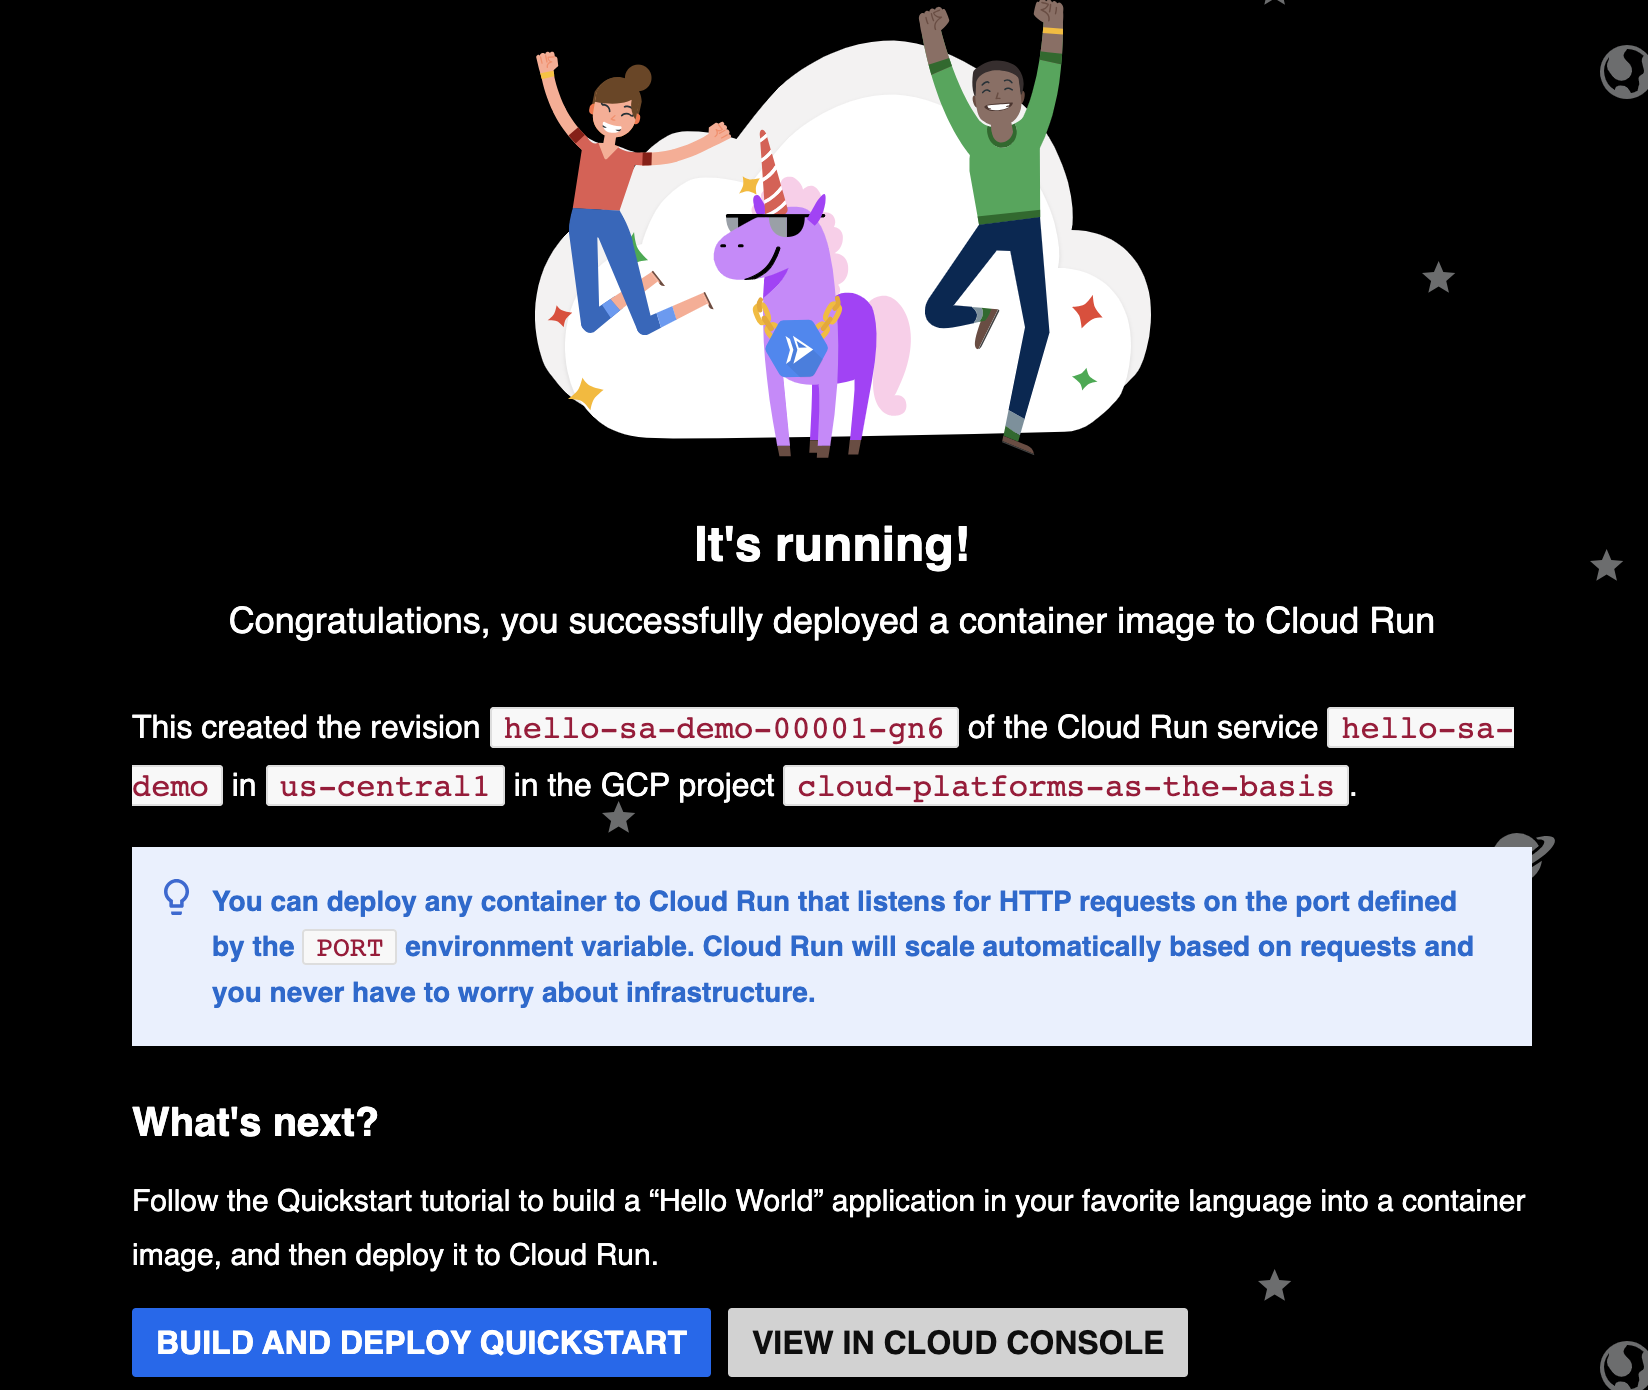 It's running!
Congratulations, you successfully deployed a container image to Cloud Run
This created the revision hello-sa-demo-00001-gn6 of the Cloud Run service hello-sa-
demo in us-central1 in the GCP project cloud-platforms-as-the-basis.
You can deploy any container to Cloud Run that listens for HTTP requests on the port defined
by the PORT environment variable. Cloud Run will scale automatically based on requests and
you never have to worry about infrastructure.
What's next?
Follow the Quickstart tutorial to build a “Hello World” application in your favorite language into a container
image, and then deploy it to Cloud Run.
BUILD AND DEPLOY QUICKSTART VIEW IN CLOUD CONSOLE